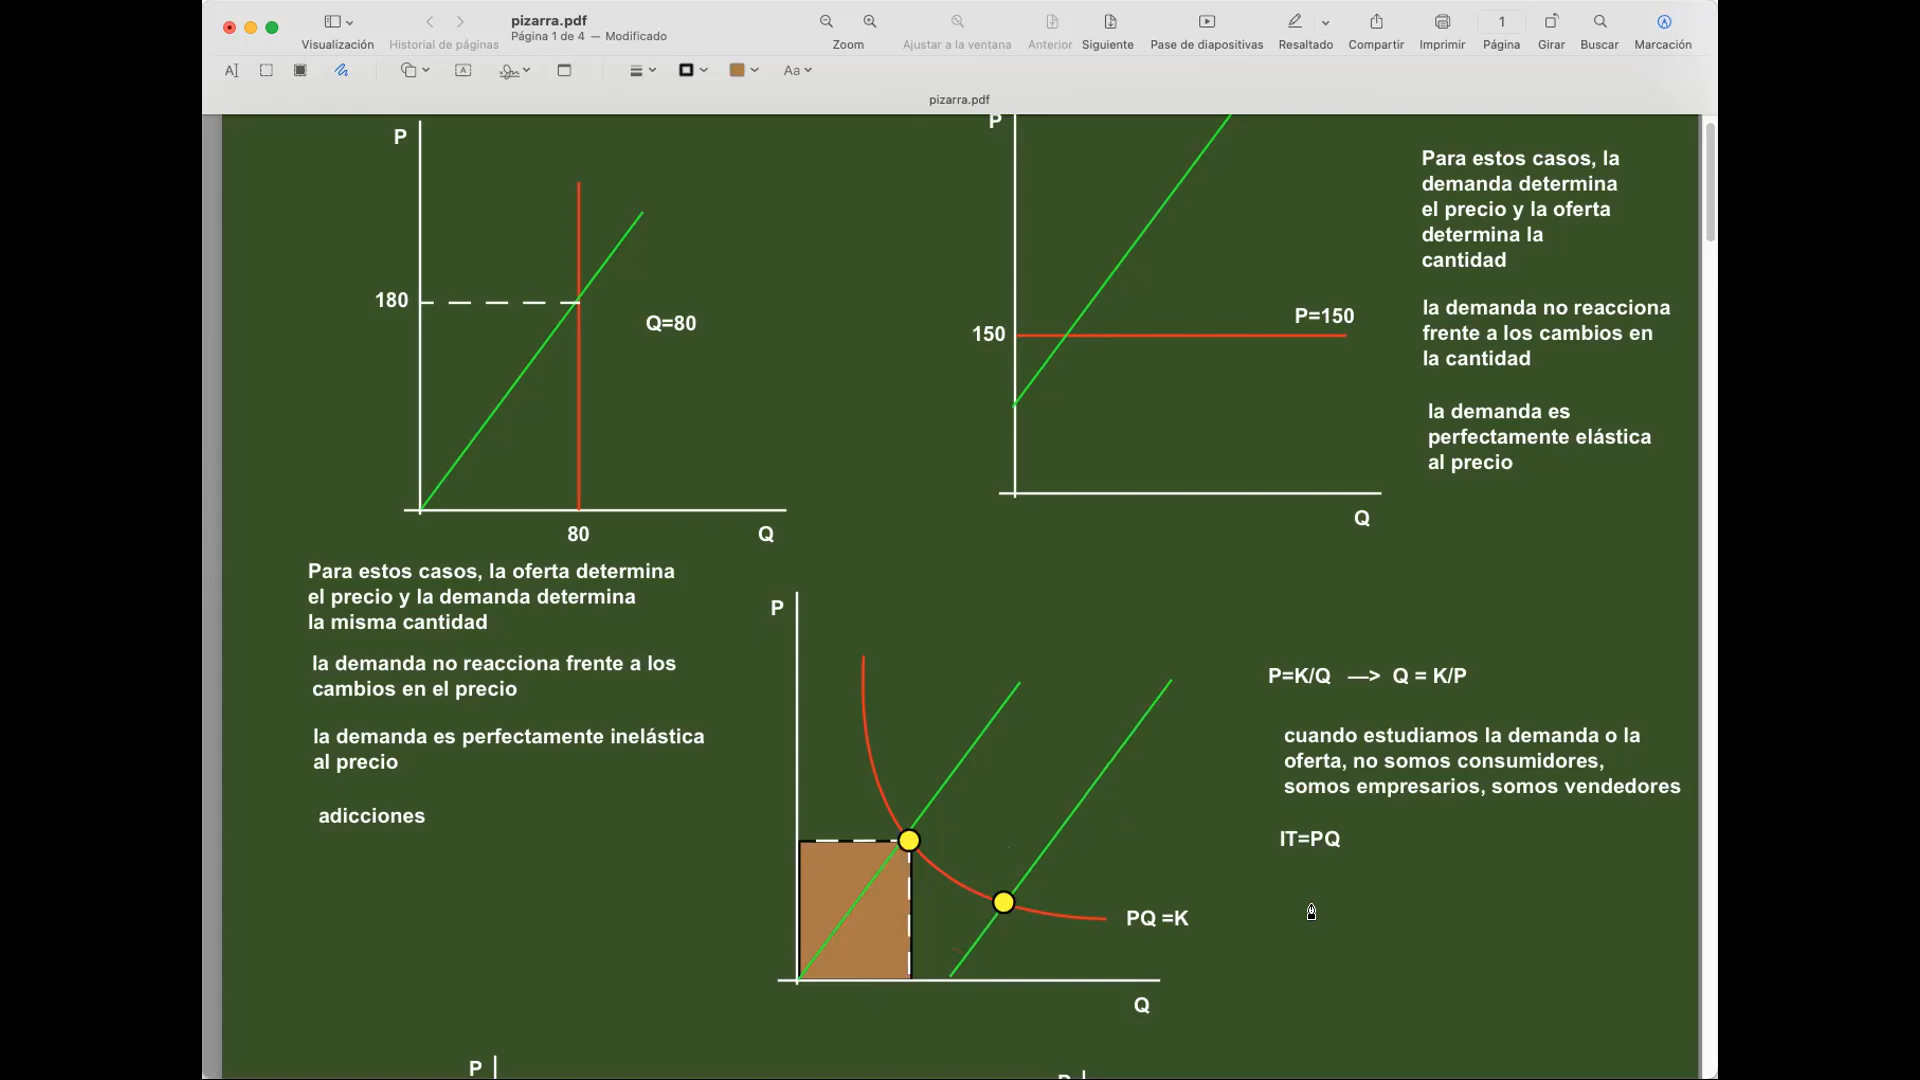 pizarra.pdf
Página 1 de 4 — Modificado
Visualización
Historial de páginas
Zoom
Ajustar a la ventana
Anterior
Siguiente
Pase de diapositivas
Resaltado
Compartir
Imprimir
1
Página
Girar
Buscar
Marcación
Aa
pizarra.pdf
P
180
Q=80
80
Q
Para estos casos, la oferta determina
el precio y la demanda determina
la misma cantidad
la demanda no reacciona frente a los
cambios en el precio
la demanda es perfectamente inelástica
al precio
adicciones
P
150
P=150
Q
Para estos casos, la
demanda determina
el precio y la oferta
determina la
cantidad
la demanda no reacciona
frente a los cambios en
la cantidad
la demanda es
perfectamente elástica
al precio
P
PQ =K
Q
P=K/Q —> Q = K/P
cuando estudiamos la demanda o la
oferta, no somos consumidores,
somos empresarios, somos vendedores
IT=PQ
P
P